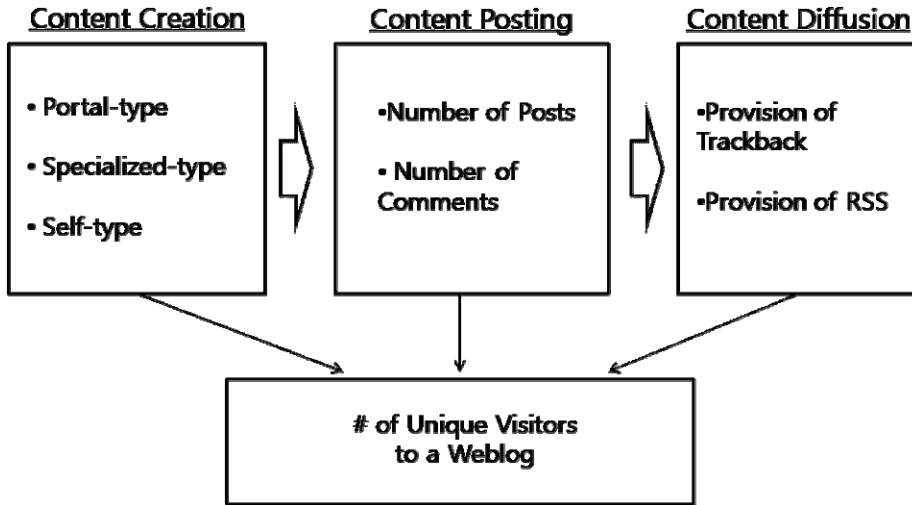 Content Creation
Content Posting
Content Diffusion
• Portal-type
• Specialized-type
• Self-type
•Number of Posts
• Number of
Comments
•Provision of
Trackback
•Provision of RSS
# of Unique Visitors
to a Weblog